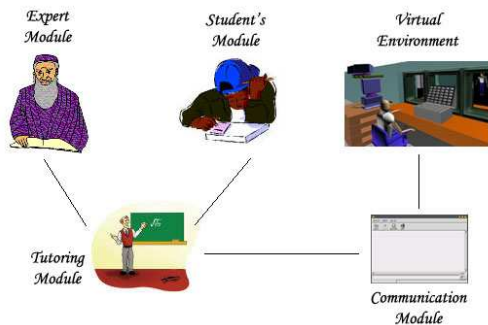 Expert
Module
Student's
Module
Virtual
Environment
Tutoring
Module
Communication
Module